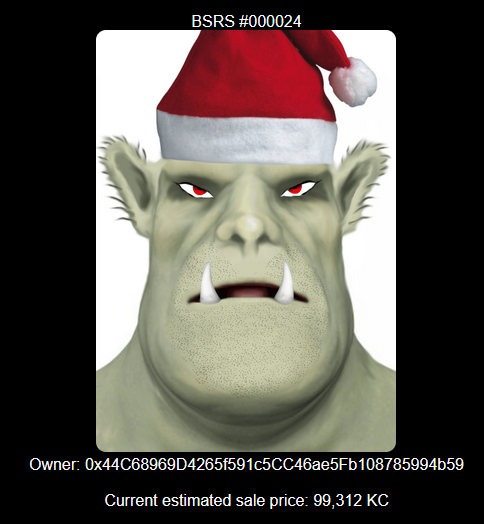 BSRS #000024
Owner: 0x44C68969D4265f591c5CC46ae5Fb108785994b59
Current estimated sale price: 99,312 KC